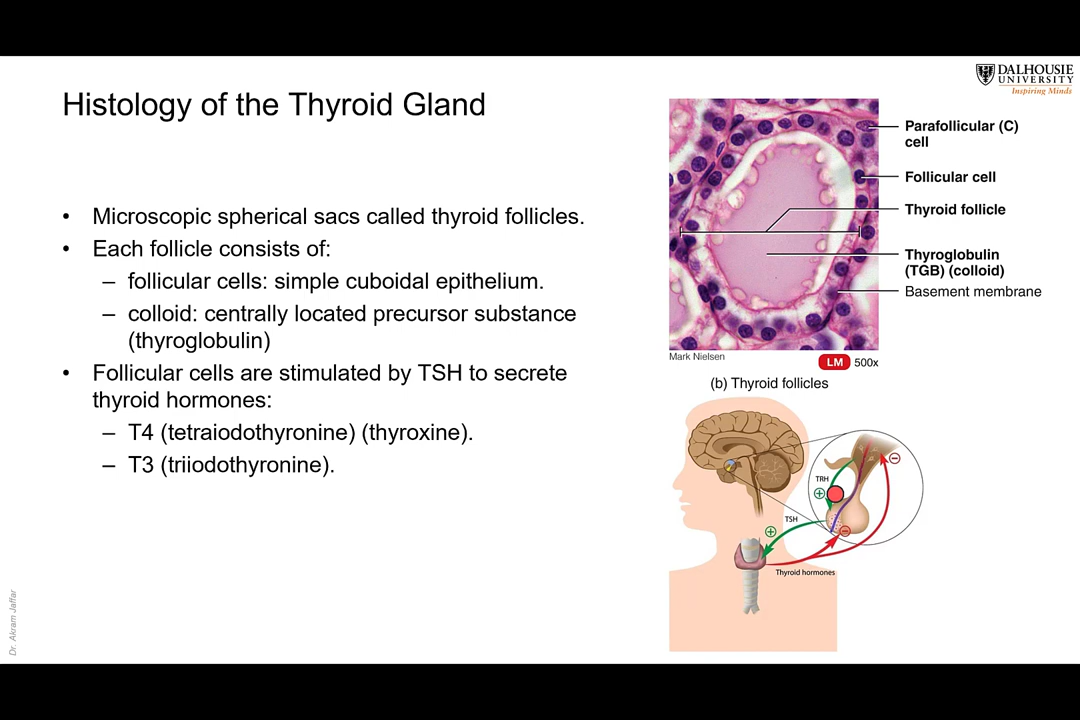 DALHOUSIE
UNIVERSITY
Inspiring Minds
Histology of the Thyroid Gland
• Microscopic spherical sacs called thyroid follicles.
• Each follicle consists of:
– follicular cells: simple cuboidal epithelium.
– colloid: centrally located precursor substance
(thyroglobulin)
• Follicular cells are stimulated by TSH to secrete
thyroid hormones:
– T4 (tetraiodothyronine) (thyroxine).
– T3 (triiodothyronine).
Parafollicular (C)
cell
Follicular cell
Thyroid follicle
Thyroglobulin
(TGB) (colloid)
Basement membrane
Mark Nielsen
LM 500x
(b) Thyroid follicles
TRH
TSH
Thyroid hormones
Dr. Akram Jaffar